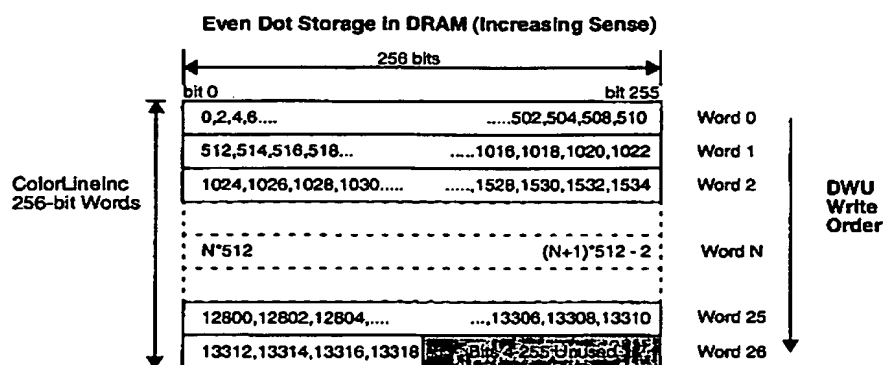 Even Dot Storage in DRAM (Increasing Sense)
256 bits
bit 0 bit 255
0,2,4,6.... .....502,504,508,510 Word 0
512,514,516,518... .....1016,1018,1020,1022 Word 1
1024,1026,1028,1030..... .....,1528,1530,1532,1534 Word 2
ColorLineInc
256-bit Words
DWU
Write
Order
N*512 (N+1)*512 - 2 Word N
12800,12802,12804,.... ...,13306,13308,13310 Word 25
13312,13314,13316,13318 Bits 4-255 Unused Word 26